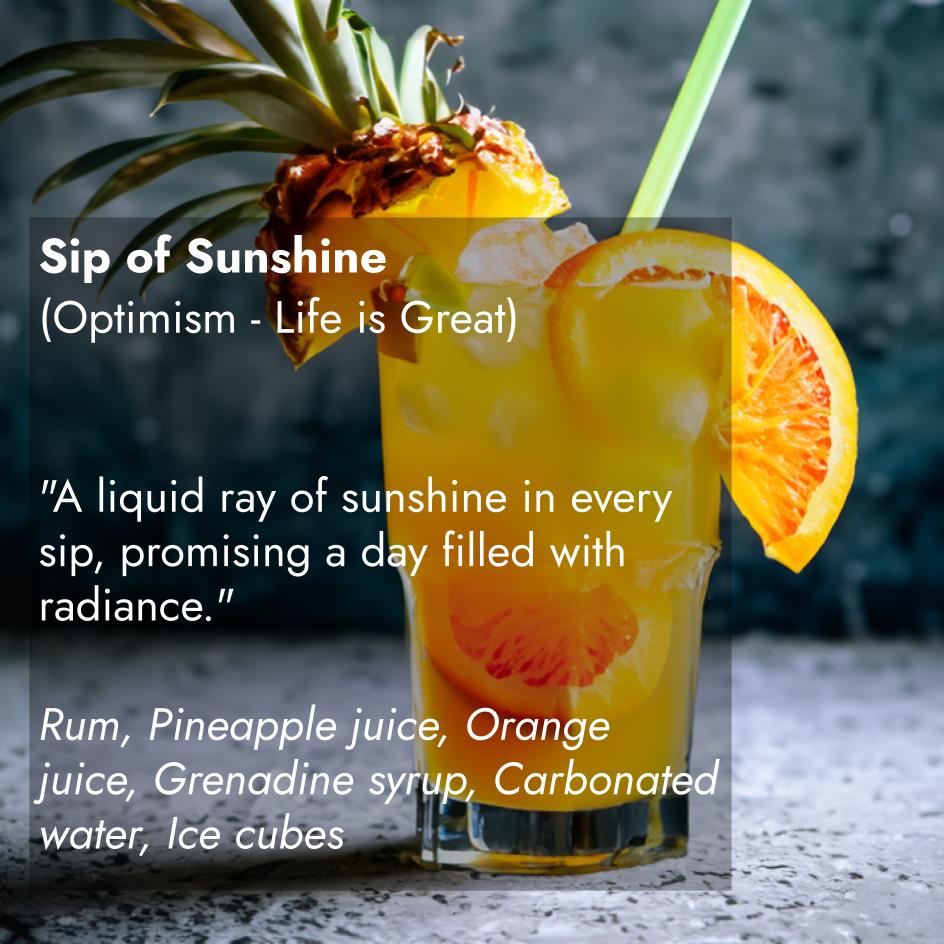 Sip of Sunshine
(Optimism - Life is Great)
"A liquid ray of sunshine in every
sip, promising a day filled with
radiance."
Rum, Pineapple juice, Orange
juice, Grenadine syrup, Carbonated
water, Ice cubes